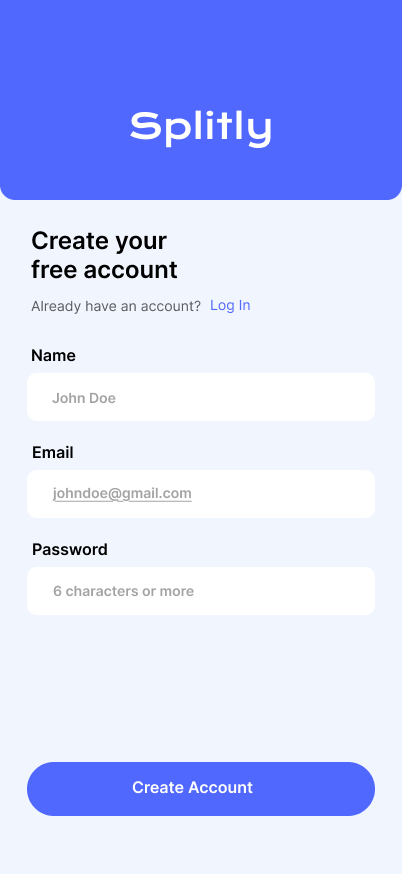 Splitly
Create your
free account
Already have an account? Log In
Name
John Doe
Email
johndoe@gmail.com
Password
6 characters or more
Create Account